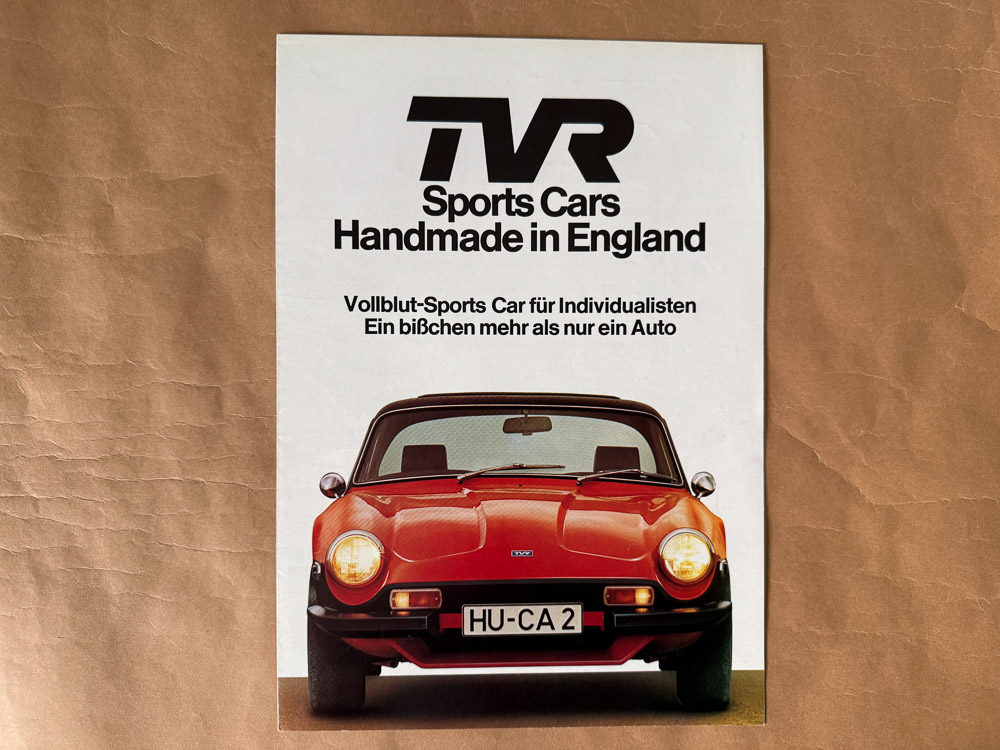 TVR
Sports Cars
Handmade in England
Vollblut-Sports Car für Individualisten
Ein bißchen mehr als nur ein Auto
TVR
HU-CA 2